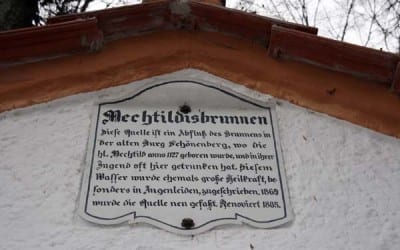 Mechtildisbrunnen
Diese Quelle ist ein Abfluß des Brunnens in
der alten Burg Schönenberg, wo die
hl. Mechtild anno 1127 geboren wurde, und in ihrer
Jugend oft hier getrunken hat. Diesem
Wasser wurde ehemals große Heilkraft, be-
sonders in Augenleiden, zugeschrieben. 1869
wurde die Quelle neu gefaßt. Renoviert 1985.